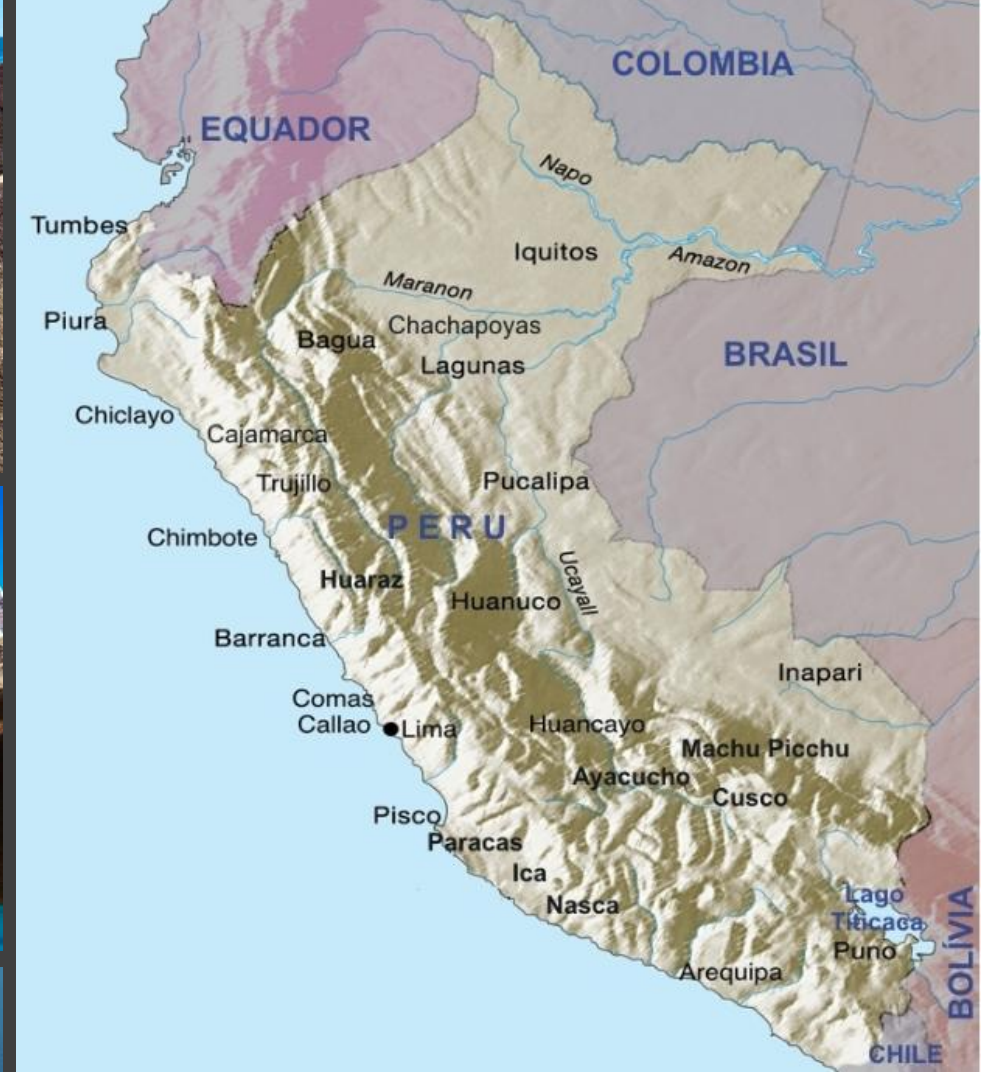 COLOMBIA
EQUADOR
Napo
Tumbes
Iquitos
Amazon
Maranon
Piura
Chachapoyas
Bagua
BRASIL
Lagunas
Chiclayo
Cajamarca
Trujillo
Pucalipa
PERU
Chimbote
Ucayall
Huaraz
Huanuco
Barranca
Inapari
Comas
Callao
Lima
Huancayo
Machu Picchu
Ayacucho
Cusco
Pisco
Paracas
Ica
Lago
Titicaca
Nasca
Puno
BOLÍVIA
Arequipa
CHILE